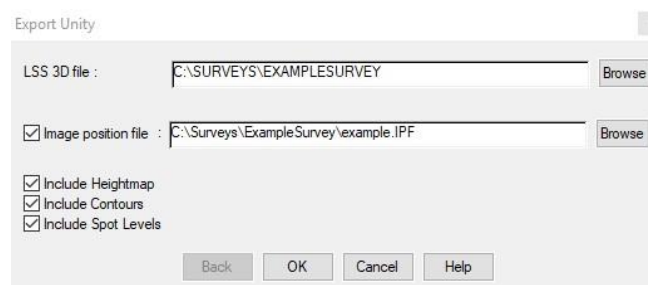 Export Unity
LSS 3D file : C:\SURVEYS\EXAMPLESURVEY Browse
Image position file : C:\Surveys\ExampleSurvey\example.IPF Browse
Include Heightmap
Include Contours
Include Spot Levels
Back OK Cancel Help